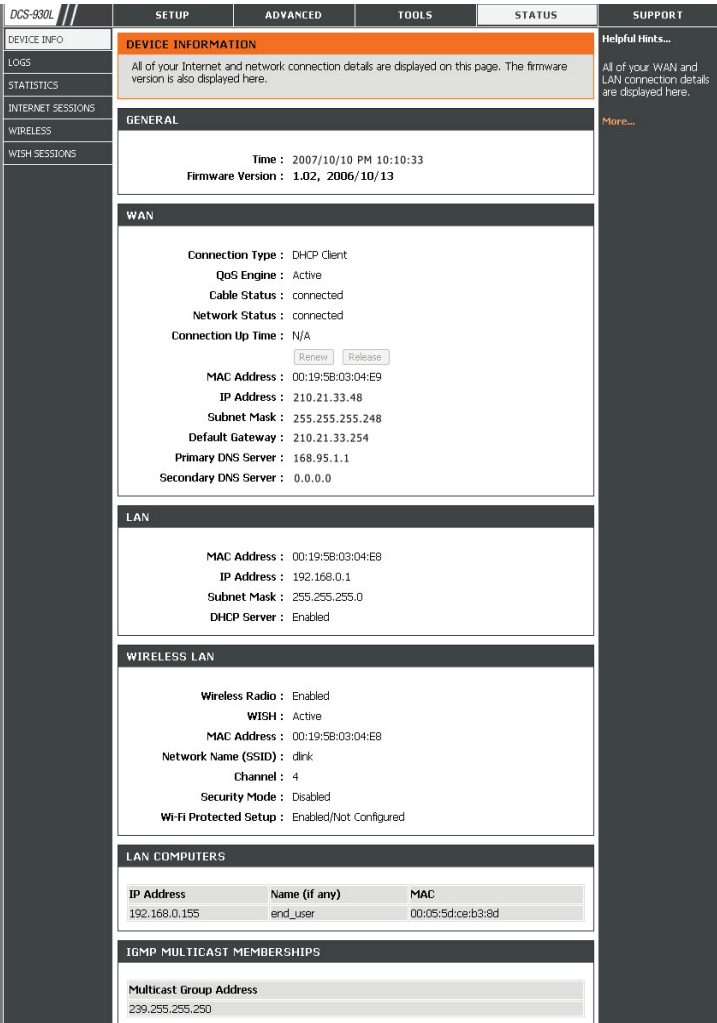 DCS-930L SETUP ADVANCED TOOLS STATUS SUPPORT
DEVICE INFO
LOGS
STATISTICS
INTERNET SESSIONS
WIRELESS
WISH SESSIONS
DEVICE INFORMATION
All of your Internet and network connection details are displayed on this page. The firmware
version is also displayed here.
GENERAL
Time : 2007/10/10 PM 10:10:33
Firmware Version : 1.02, 2006/10/13
WAN
Connection Type : DHCP Client
QoS Engine : Active
Cable Status : connected
Network Status : connected
Connection Up Time : N/A
Renew Release
MAC Address : 00:19:5B:03:04:E9
IP Address : 210.21.33.48
Subnet Mask : 255.255.255.248
Default Gateway : 210.21.33.254
Primary DNS Server : 168.95.1.1
Secondary DNS Server : 0.0.0.0
LAN
MAC Address : 00:19:5B:03:04:E8
IP Address : 192.168.0.1
Subnet Mask : 255.255.255.0
DHCP Server : Enabled
WIRELESS LAN
Wireless Radio : Enabled
WISH : Active
MAC Address : 00:19:5B:03:04:E8
Network Name (SSID) : dlink
Channel : 4
Security Mode : Disabled
Wi-Fi Protected Setup : Enabled/Not Configured
LAN COMPUTERS
IP Address Name (if any) MAC
192.168.0.155 end_user 00:05:5d:ce:b3:8d
IGMP MULTICAST MEMBERSHIPS
Multicast Group Address
239.255.255.250
Helpful Hints...
All of your WAN and
LAN connection details
are displayed here.
More...